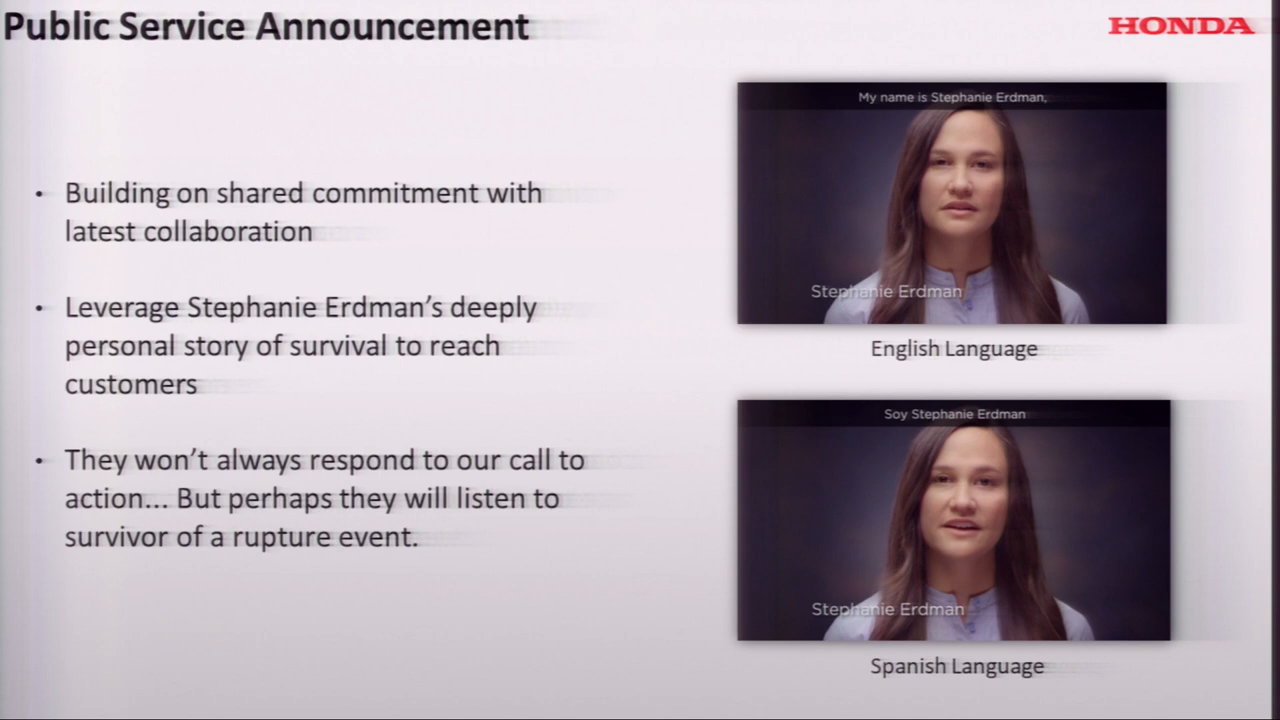 Public Service Announcement
HONDA
• Building on shared commitment with
latest collaboration
• Leverage Stephanie Erdman’s deeply
personal story of survival to reach
customers
• They won’t always respond to our call to
action... But perhaps they will listen to
survivor of a rupture event.
My name is Stephanie Erdman,
Stephanie Erdman
English Language
Soy Stephanie Erdman
Stephanie Erdman
Spanish Language